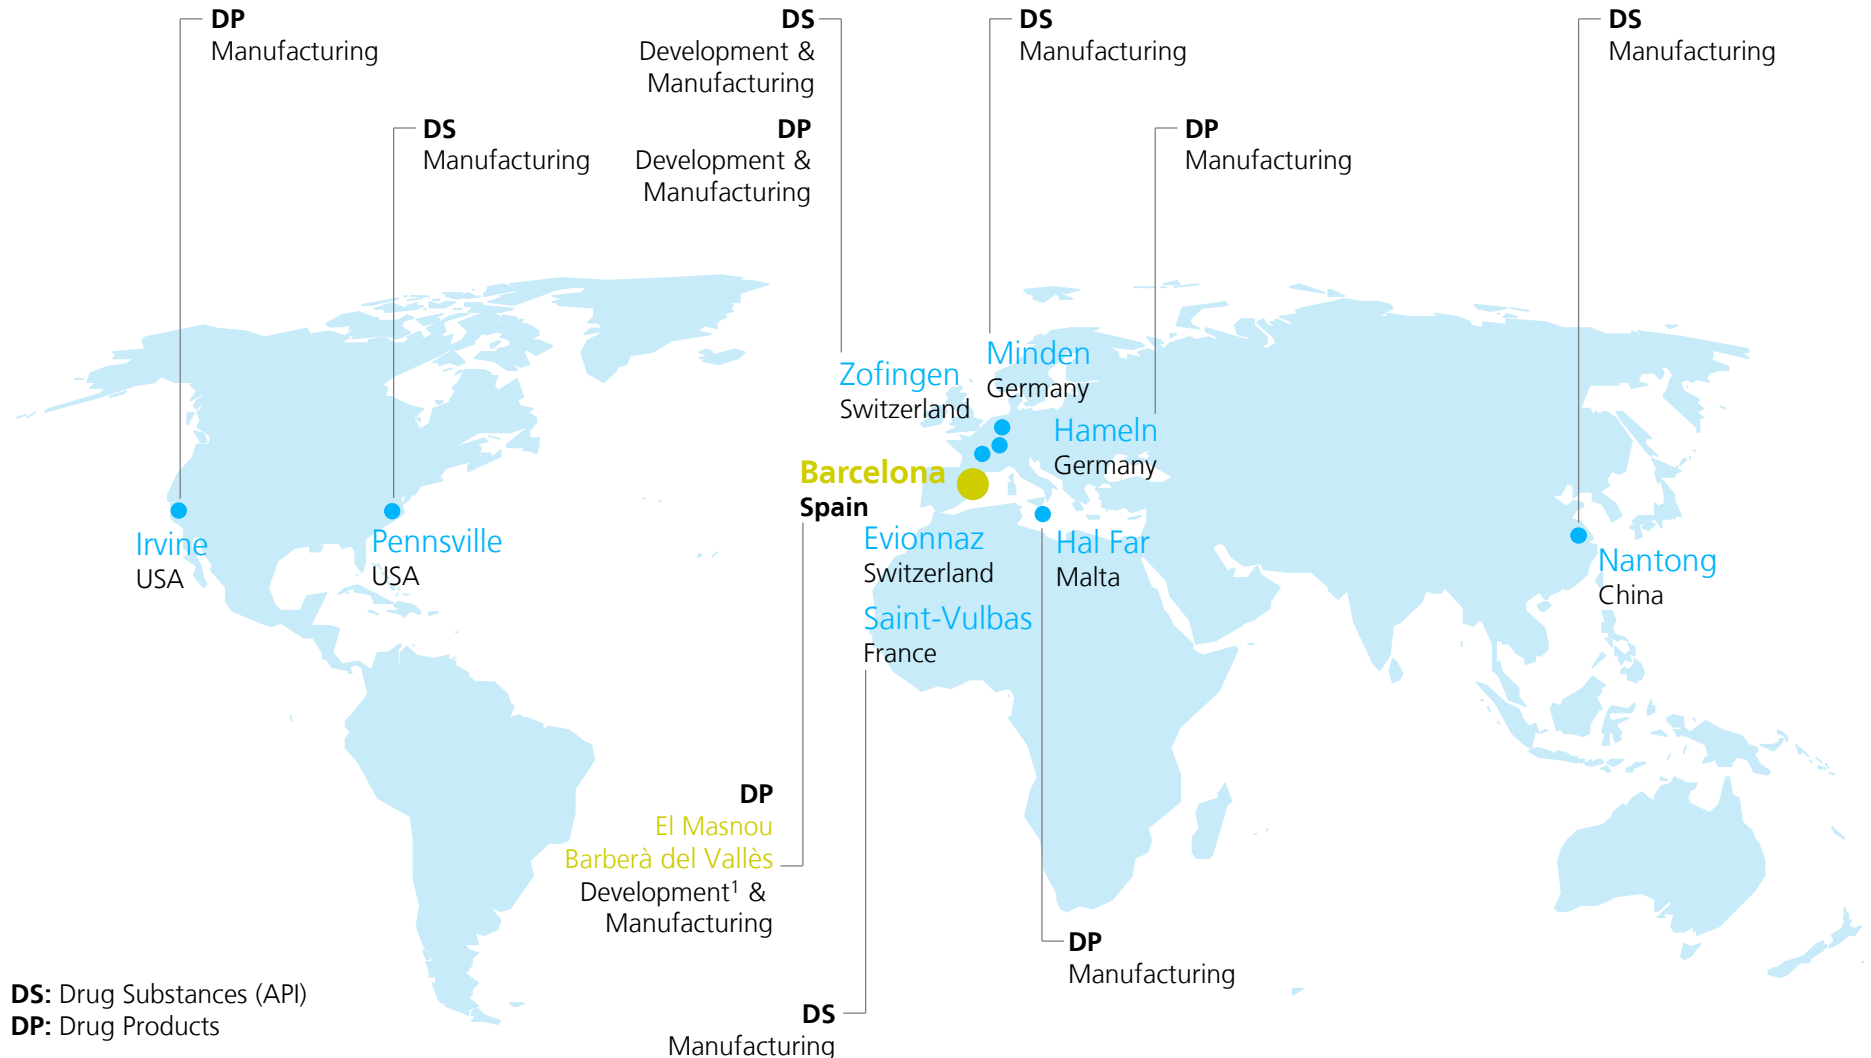 DP
Manufacturing
DS
Development &
Manufacturing
DP
Development &
Manufacturing
DS
Manufacturing
DS
Manufacturing
DS
Manufacturing
DP
Manufacturing
Minden
Germany
Zofingen
Switzerland
Hameln
Germany
Barcelona
Spain
Irvine
USA
Pennsville
USA
Evionnaz
Switzerland
Hal Far
Malta
Nantong
China
Saint-Vulbas
France
DP
El Masnou
Barberà del Vallès
Development¹ &
Manufacturing
DP
Manufacturing
DS
Manufacturing
DS: Drug Substances (API)
DP: Drug Products